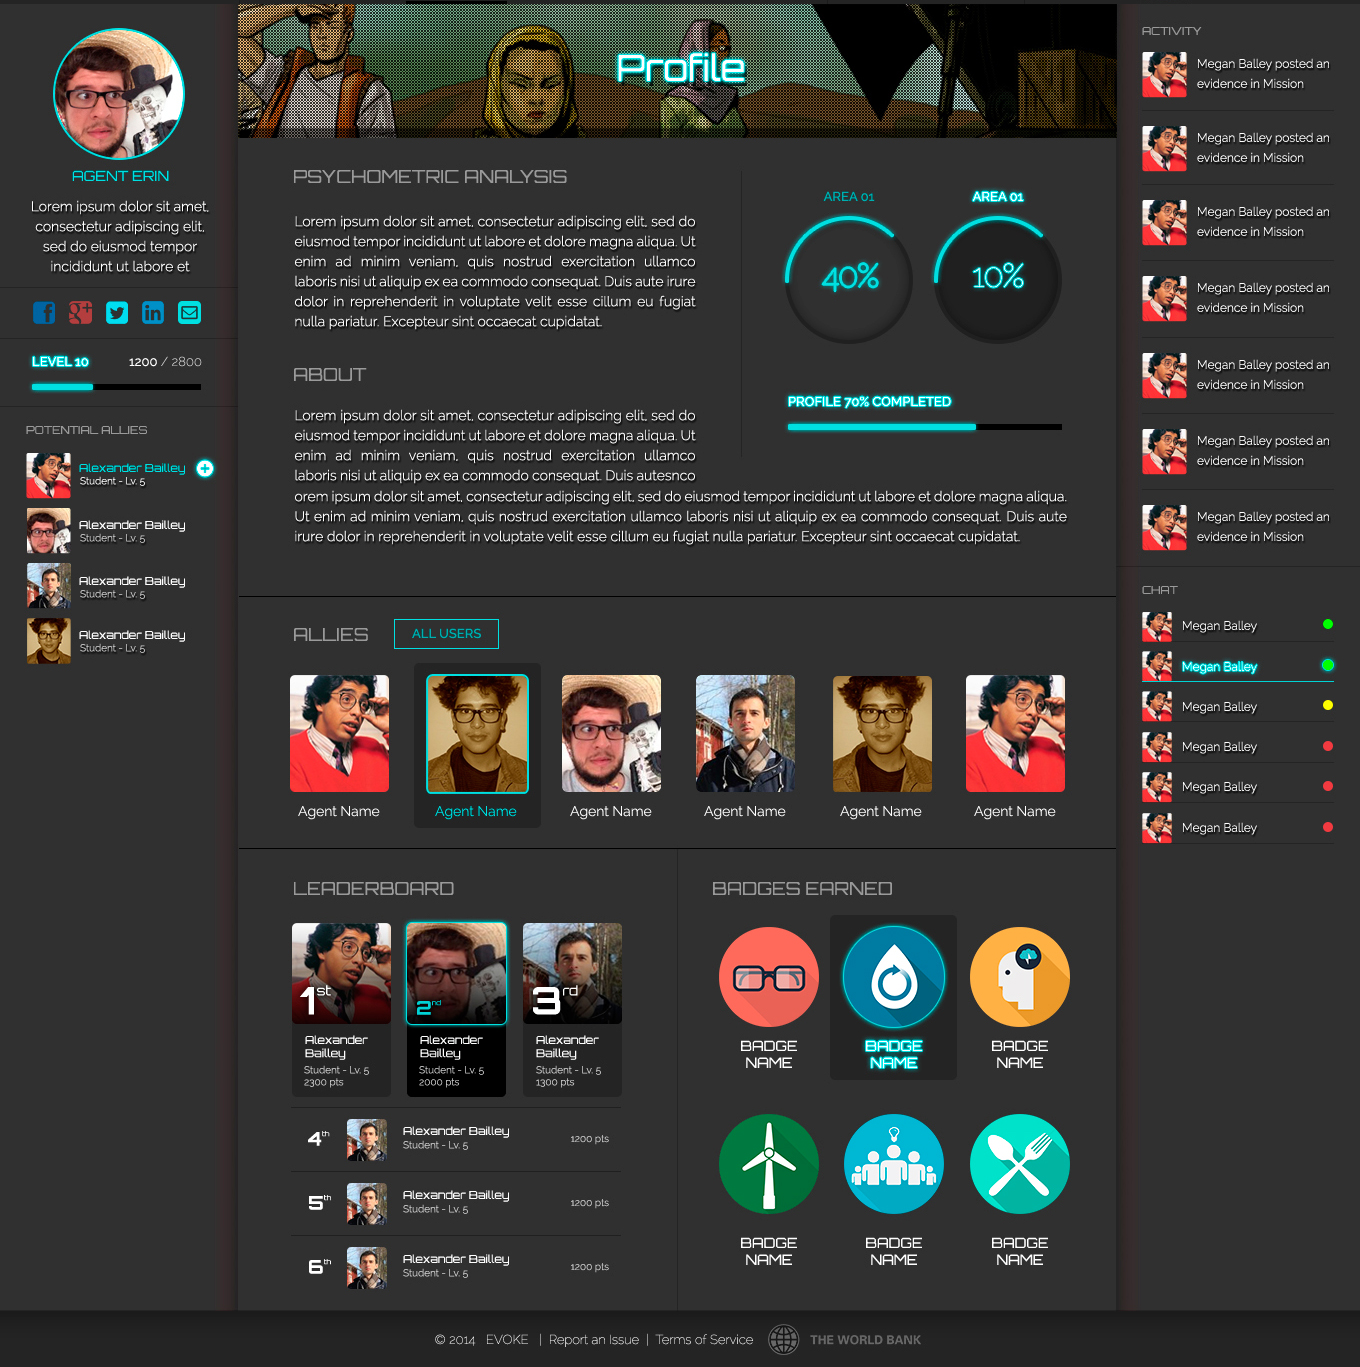 AGENT ERIN
Lorem ipsum dolor sit amet,
consectetur adipiscing elit,
sed do eiusmod tempor
incididunt ut labore et
LEVEL 10
1200 / 2800
POTENTIAL ALLIES
Alexander Bailley
Student - Lv. 5
Alexander Bailley
Student - Lv. 5
Alexander Bailley
Student - Lv. 5
Alexander Bailley
Student - Lv. 5
Profile
PSYCHOMETRIC ANALYSIS
Lorem ipsum dolor sit amet, consectetur adipiscing elit, sed do
eiusmod tempor incididunt ut labore et dolore magna aliqua. Ut
enim ad minim veniam, quis nostrud exercitation ullamco
laboris nisi ut aliquip ex ea commodo consequat. Duis aute irure
dolor in reprehenderit in voluptate velit esse cillum eu fugiat
nulla pariatur. Excepteur sint occaecat cupidatat.
AREA 01
40%
AREA 01
10%
PROFILE 70% COMPLETED
ABOUT
Lorem ipsum dolor sit amet, consectetur adipiscing elit, sed do
eiusmod tempor incididunt ut labore et dolore magna aliqua. Ut
enim ad minim veniam, quis nostrud exercitation ullamco
laboris nisi ut aliquip ex ea commodo consequat. Duis autesnco
orem ipsum dolor sit amet, consectetur adipiscing elit, sed do eiusmod tempor incididunt ut labore et dolore magna aliqua.
Ut enim ad minim veniam, quis nostrud exercitation ullamco laboris nisi ut aliquip ex ea commodo consequat. Duis aute
irure dolor in reprehenderit in voluptate velit esse cillum eu fugiat nulla pariatur. Excepteur sint occaecat cupidatat.
ALLIES
ALL USERS
Agent Name
Agent Name
Agent Name
Agent Name
Agent Name
Agent Name
LEADERBOARD
1st
Alexander
Bailley
Student - Lv. 5
2300 pts
2nd
Alexander
Bailley
Student - Lv. 5
2000 pts
3rd
Alexander
Bailley
Student - Lv. 5
1300 pts
4th
Alexander Bailley
Student - Lv. 5
1200 pts
5th
Alexander Bailley
Student - Lv. 5
1200 pts
6th
Alexander Bailley
Student - Lv. 5
1200 pts
BADGES EARNED
BADGE
NAME
BADGE
NAME
BADGE
NAME
BADGE
NAME
BADGE
NAME
BADGE
NAME
ACTIVITY
Megan Balley posted an
evidence in Mission
Megan Balley posted an
evidence in Mission
Megan Balley posted an
evidence in Mission
Megan Balley posted an
evidence in Mission
Megan Balley posted an
evidence in Mission
Megan Balley posted an
evidence in Mission
Megan Balley posted an
evidence in Mission
CHAT
Megan Balley
Megan Balley
Megan Balley
Megan Balley
Megan Balley
Megan Balley
© 2014 EVOKE | Report an Issue | Terms of Service THE WORLD BANK